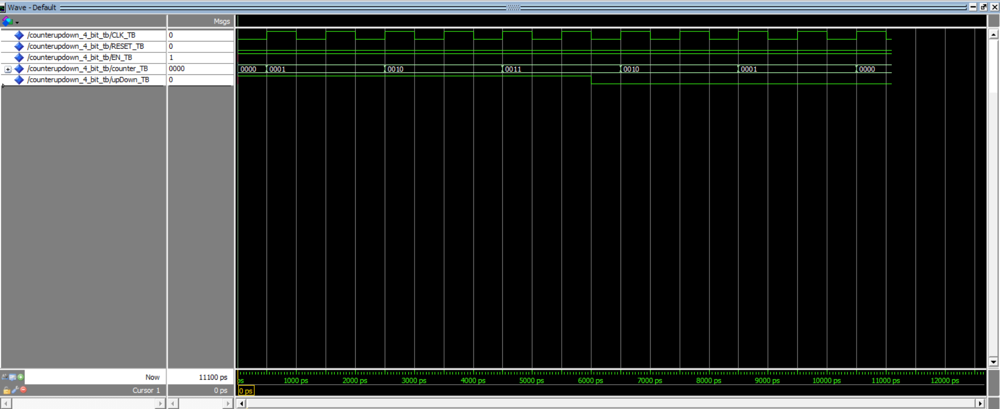 Wave - Default
Msgs
/counterupdown_4_bit_tb/CLK_TB 0
/counterupdown_4_bit_tb/RESET_TB 0
/counterupdown_4_bit_tb/EN_TB 1
/counterupdown_4_bit_tb/counter_TB 0000 0000 0001 0010 0011 0010 0001 0000
/counterupdown_4_bit_tb/upDown_TB 0
Now 11100 ps ps 1000 ps 2000 ps 3000 ps 4000 ps 5000 ps 6000 ps 7000 ps 8000 ps 9000 ps 10000 ps 11000 ps 12000 ps
Cursor 1 0 ps 0 ps